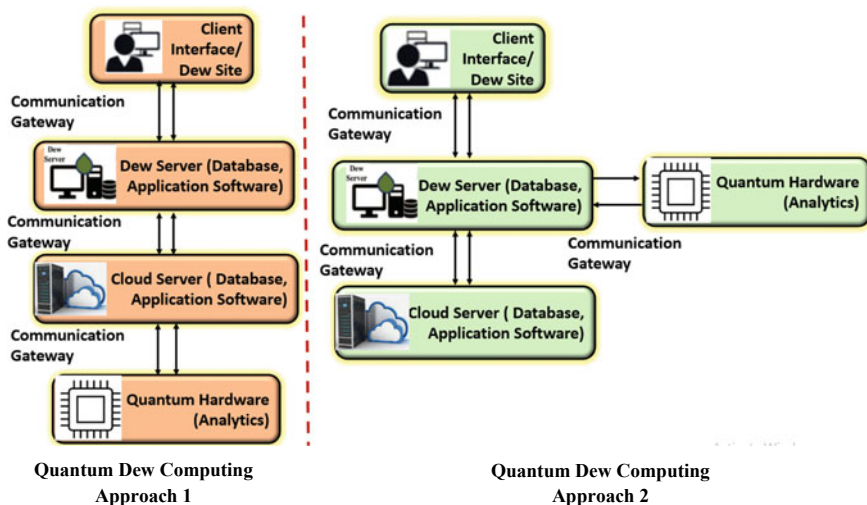 Client
Interface/
Dew Site
Communication
Gateway
Dew
Server
Dew Server (Database,
Application Software)
Communication
Gateway
Cloud Server ( Database,
Application Software)
Communication
Gateway
Quantum Hardware
(Analytics)
Quantum Dew Computing
Approach 1
Client
Interface/
Dew Site
Communication
Gateway
Dew
Server
Dew Server (Database,
Application Software)
Quantum Hardware
(Analytics)
Communication
Gateway
Communication
Gateway
Cloud Server ( Database,
Application Software)
Quantum Dew Computing
Approach 2